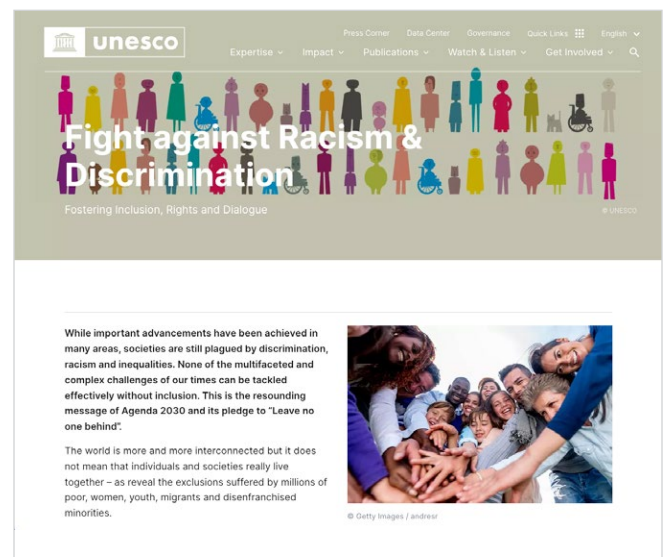 unesco
Press Corner Data Center Governance Quick Links English
Expertise Impact Publications Watch & Listen Get Involved
Fight against Racism &
Discrimination
Fostering Inclusion, Rights and Dialogue
© UNESCO
While important advancements have been achieved in
many areas, societies are still plagued by discrimination,
racism and inequalities. None of the multifaceted and
complex challenges of our times can be tackled
effectively without inclusion. This is the resounding
message of Agenda 2030 and its pledge to “Leave no
one behind”.
The world is more and more interconnected but it does
not mean that individuals and societies really live
together – as reveal the exclusions suffered by millions of
poor, women, youth, migrants and disenfranchised
minorities.
© Getty Images / andresr